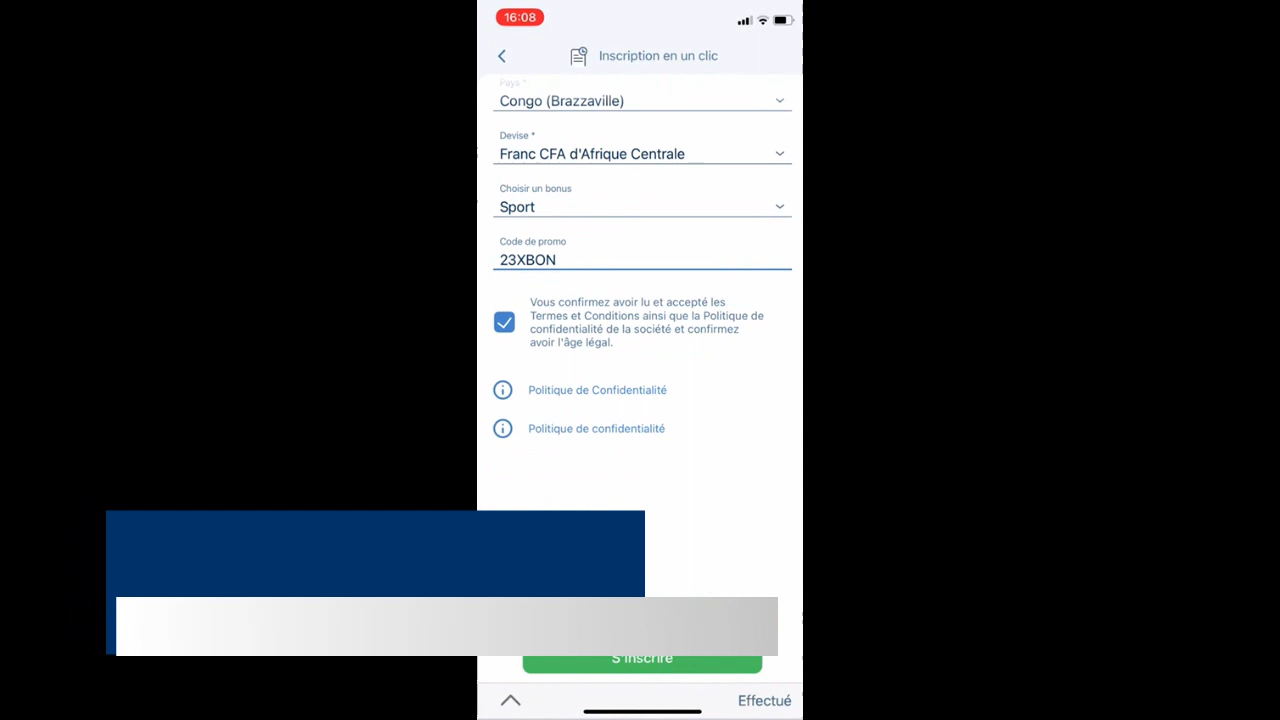 16:08
Inscription en un clic
Pays *
Congo (Brazzaville)
Devise *
Franc CFA d'Afrique Centrale
Choisir un bonus
Sport
Code de promo
23XBON
Vous confirmez avoir lu et accepté les
Termes et Conditions ainsi que la Politique de
confidentialité de la société et confirmez
avoir l'âge légal.
Politique de Confidentialité
Politique de confidentialité
S'inscrire
Effectué